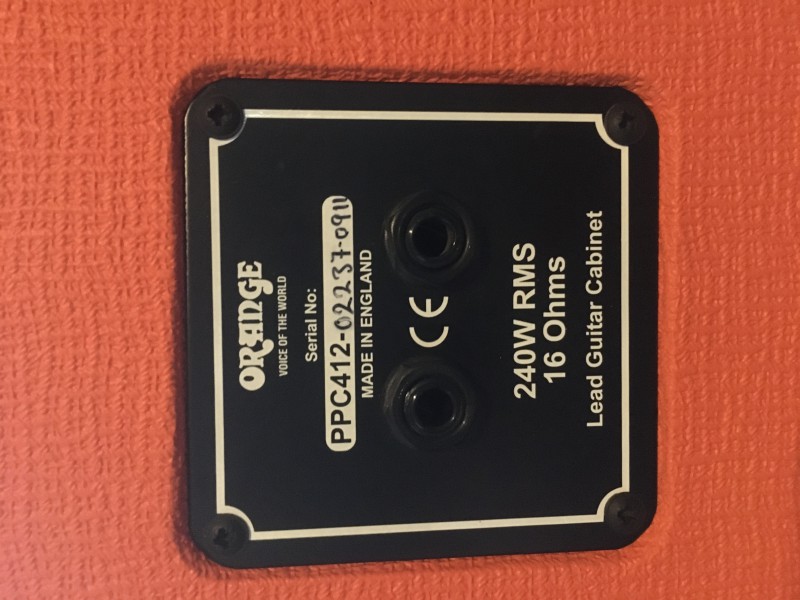 ORANGE
VOICE OF THE WORLD
Serial No:
PPC412-02237-0911
MADE IN ENGLAND
CE
240W RMS
16 Ohms
Lead Guitar Cabinet